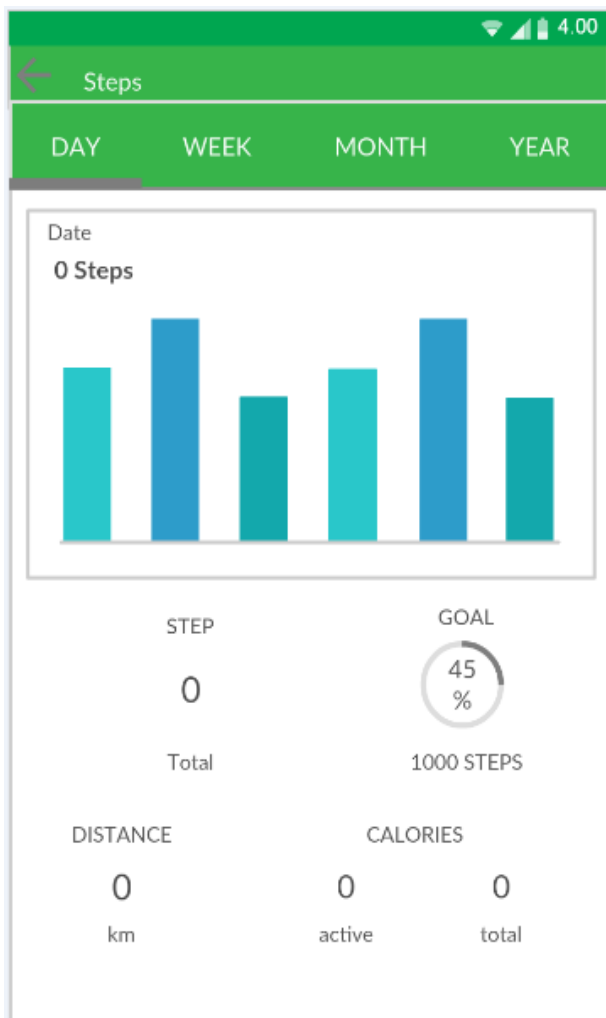 4.00
Steps
DAY WEEK MONTH YEAR
Date
0 Steps
STEP GOAL
0 45
%
Total 1000 STEPS
DISTANCE CALORIES
0 0 0
km active total